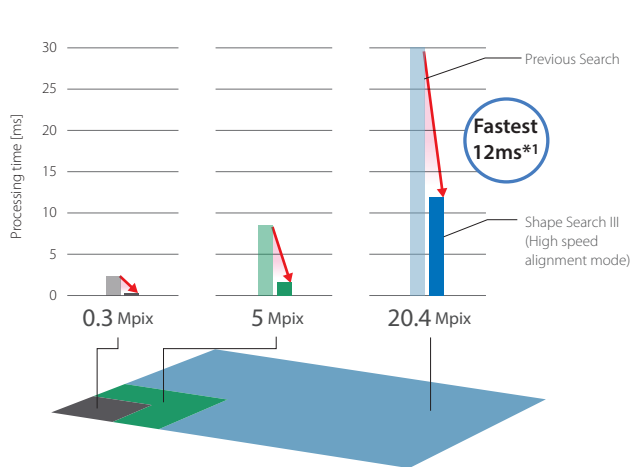 Processing time [ms]
30
25
20
15
10
5
0
Previous Search
Fastest
12ms*1
Shape Search III
(High speed
alignment mode)
0.3 Mpix
5 Mpix
20.4 Mpix